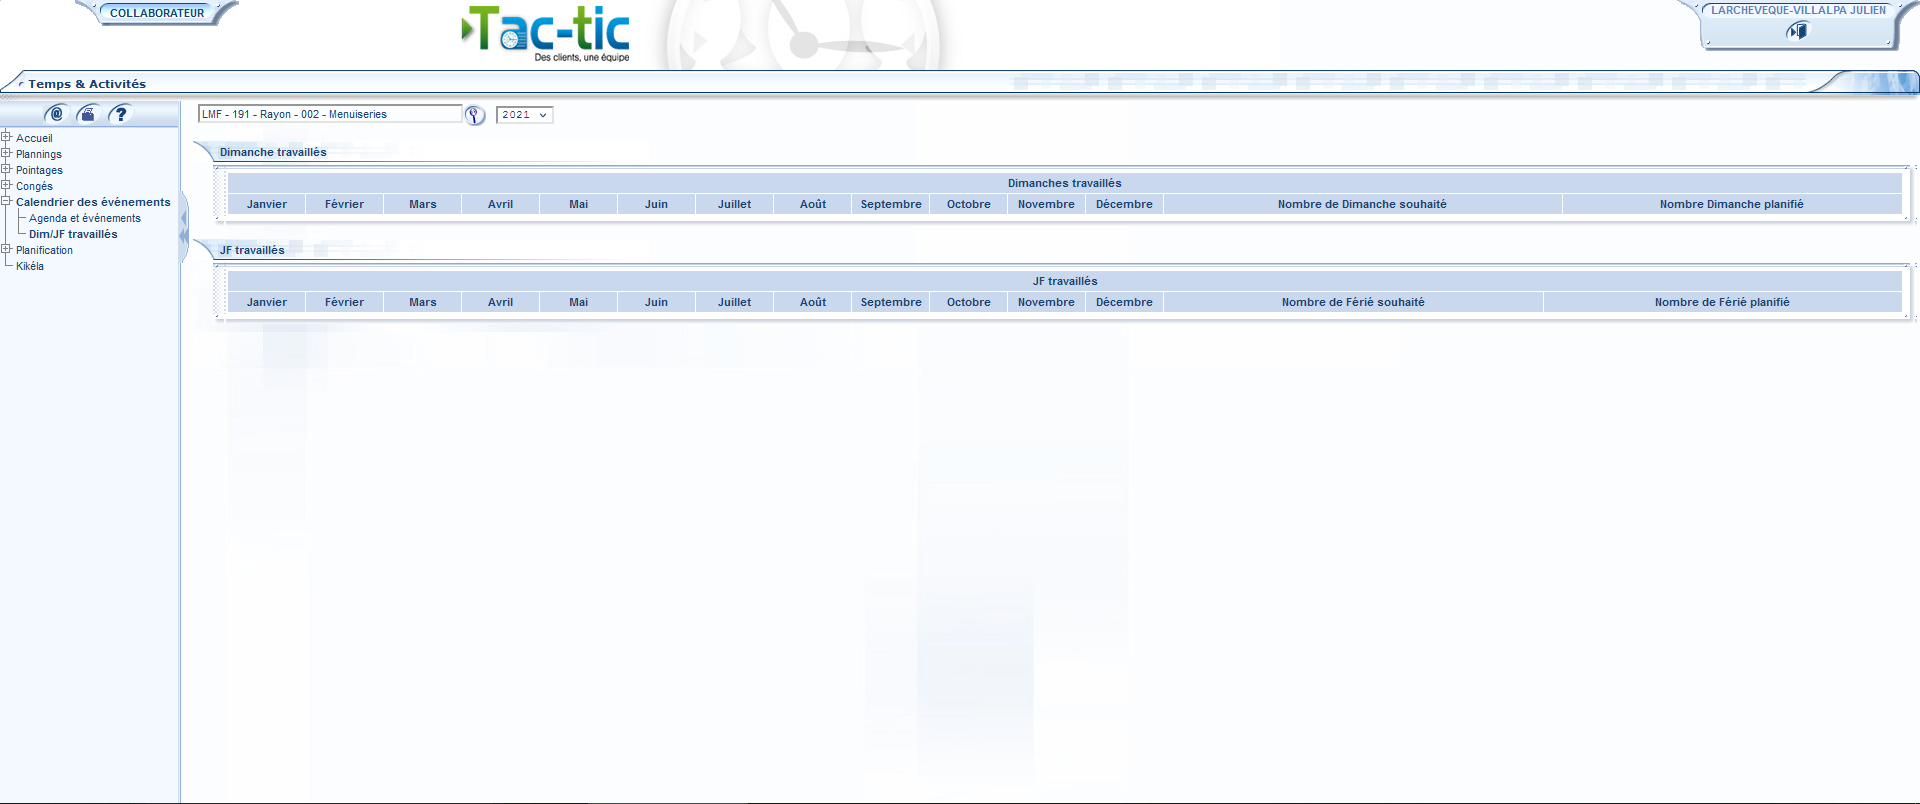 COLLABORATEUR
Tac-tic
Des clients, une équipe
LARCHEVEQUE-VILLALPA JULIEN
Temps & Activités
@ ?
LMF - 191 - Rayon - 002 - Menuiseries 2021
Accueil
Plannings
Pointages
Congés
Calendrier des événements
Agenda et événements
Dim/JF travaillés
Planification
Kikéla
Dimanche travaillés
Dimanches travaillés
Janvier Février Mars Avril Mai Juin Juillet Août Septembre Octobre Novembre Décembre Nombre de Dimanche souhaité Nombre Dimanche planifié
JF travaillés
JF travaillés
Janvier Février Mars Avril Mai Juin Juillet Août Septembre Octobre Novembre Décembre Nombre de Férié souhaité Nombre de Férié planifié